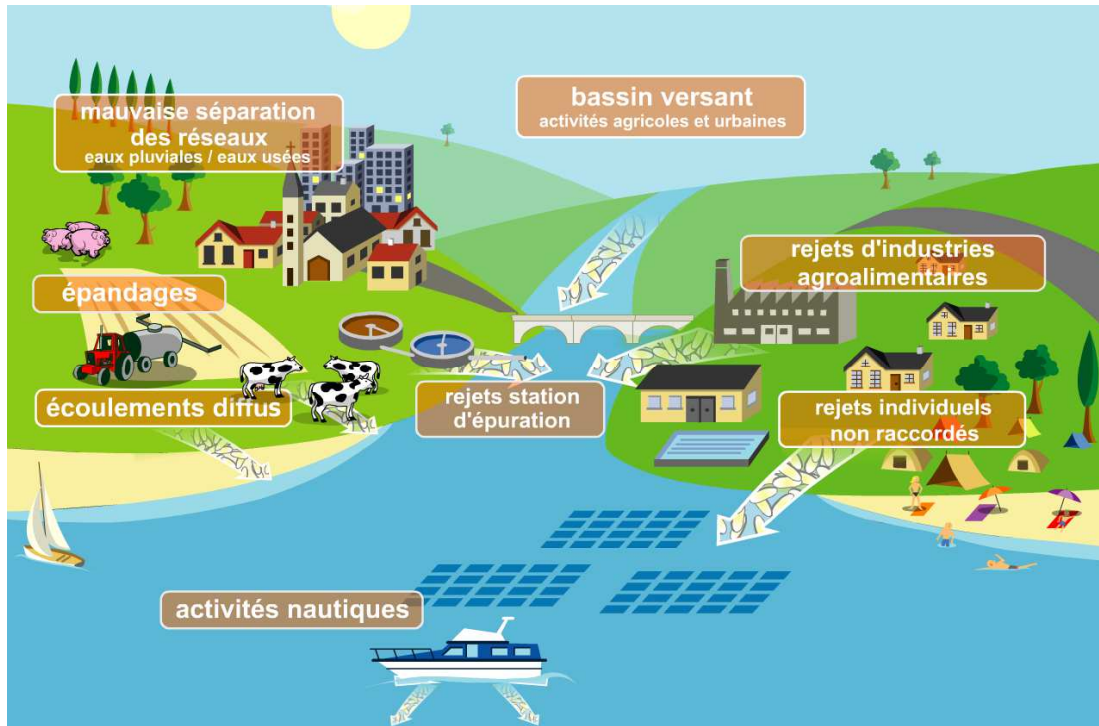 mauvaise séparation
des réseaux
eaux pluviales / eaux usées
bassin versant
activités agricoles et urbaines
rejets d'industries
agroalimentaires
épandages
écoulements diffus
rejets station
d'épuration
rejets individuels
non raccordés
activités nautiques